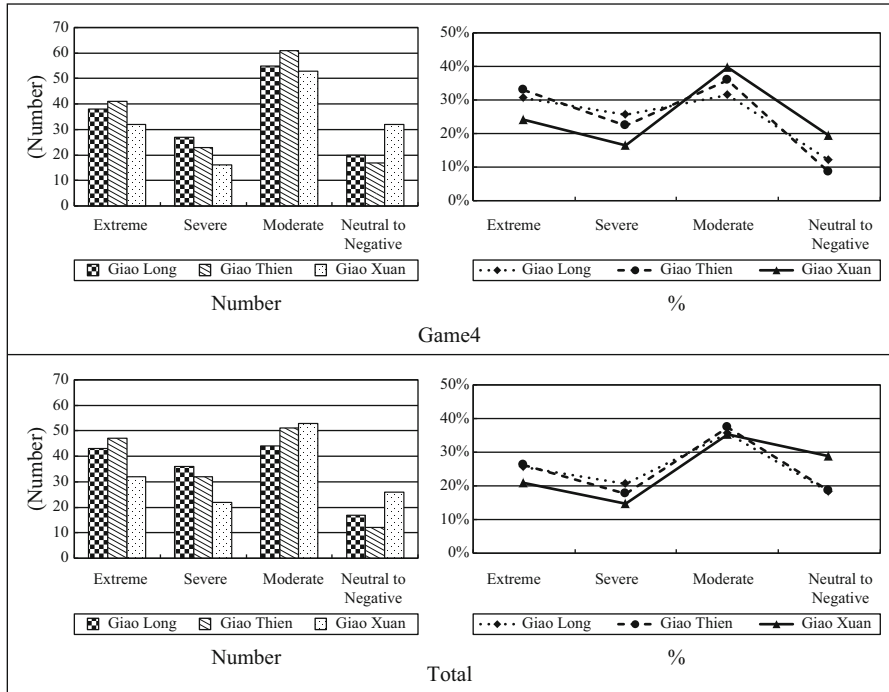 70
60
50
40
30
20
10
0
(Number)
Extreme Severe Moderate Neutral to
Negative
Giao Long Giao Thien Giao Xuan
Number
50%
40%
30%
20%
10%
0%
Extreme Severe Moderate Neutral to
Negative
Giao Long Giao Thien Giao Xuan
%
Game4
70
60
50
40
30
20
10
0
(Number)
Extreme Severe Moderate Neutral to
Negative
Giao Long Giao Thien Giao Xuan
Number
50%
40%
30%
20%
10%
0%
Extreme Severe Moderate Neutral to
Negative
Giao Long Giao Thien Giao Xuan
%
Total